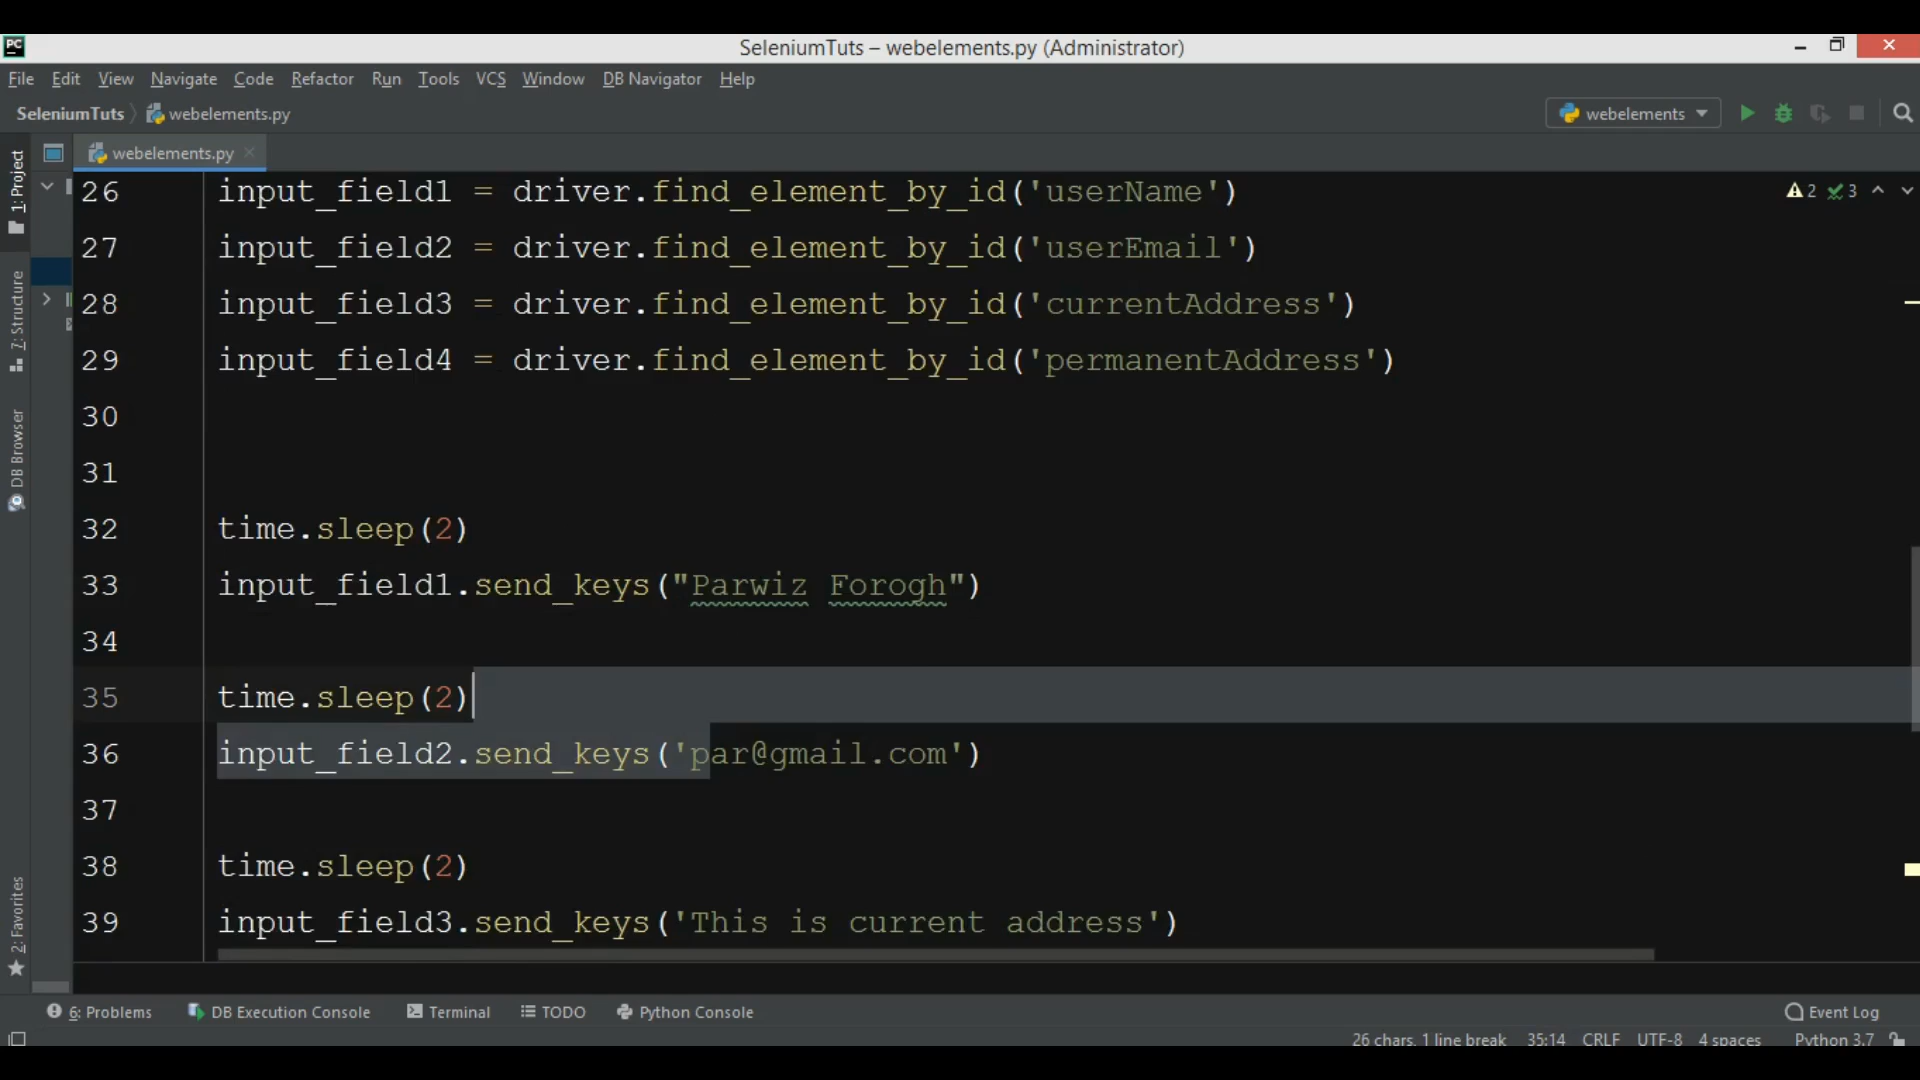 PC
SeleniumTuts – webelements.py (Administrator)
File Edit View Navigate Code Refactor Run Tools VCS Window DB Navigator Help
SeleniumTuts webelements.py webelements
webelements.py
1: Project
7: Structure
DB Browser
2: Favorites
2 3
26 input_field1 = driver.find_element_by_id('userName')
27 input_field2 = driver.find_element_by_id('userEmail')
28 input_field3 = driver.find_element_by_id('currentAddress')
29 input_field4 = driver.find_element_by_id('permanentAddress')
30
31
32 time.sleep(2)
33 input_field1.send_keys("Parwiz Forogh")
34
35 time.sleep(2)
36 input_field2.send_keys('par@gmail.com')
37
38 time.sleep(2)
39 input_field3.send_keys('This is current address')
6: Problems DB Execution Console Terminal TODO Python Console Event Log
26 chars, 1 line break 35:14 CRLF UTF-8 4 spaces Python 3.7